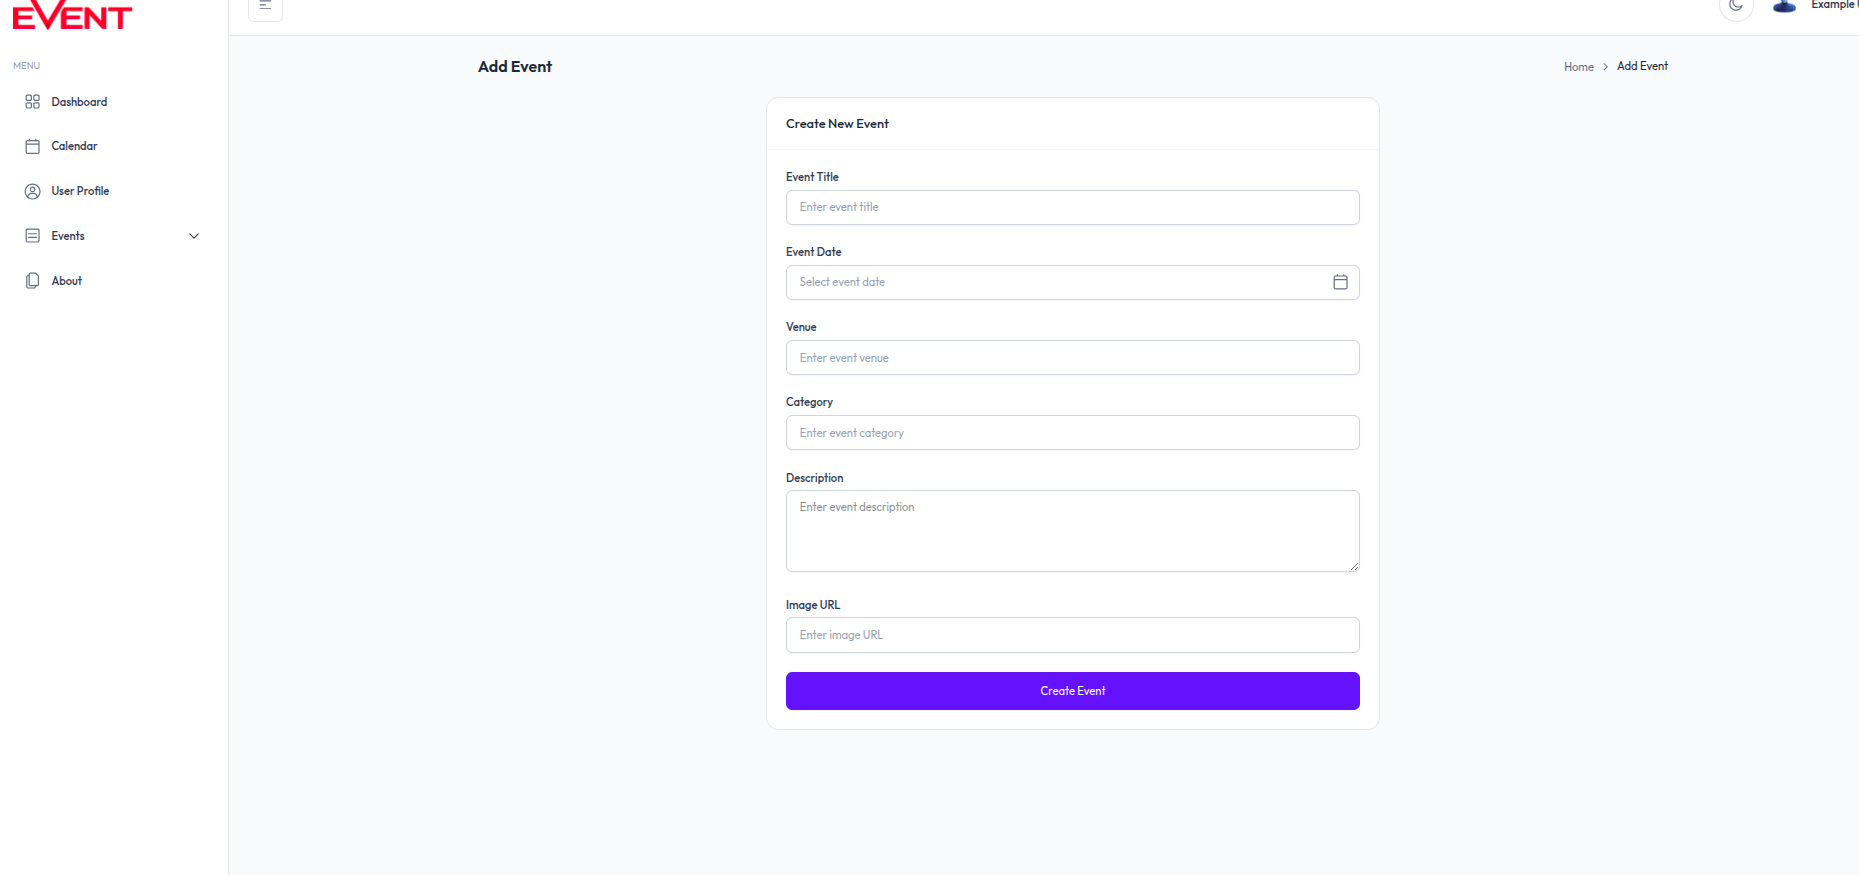 EVENT
Example
MENU
Dashboard
Calendar
User Profile
Events
About
Add Event
Home > Add Event
Create New Event
Event Title
Enter event title
Event Date
Select event date
Venue
Enter event venue
Category
Enter event category
Description
Enter event description
Image URL
Enter image URL
Create Event